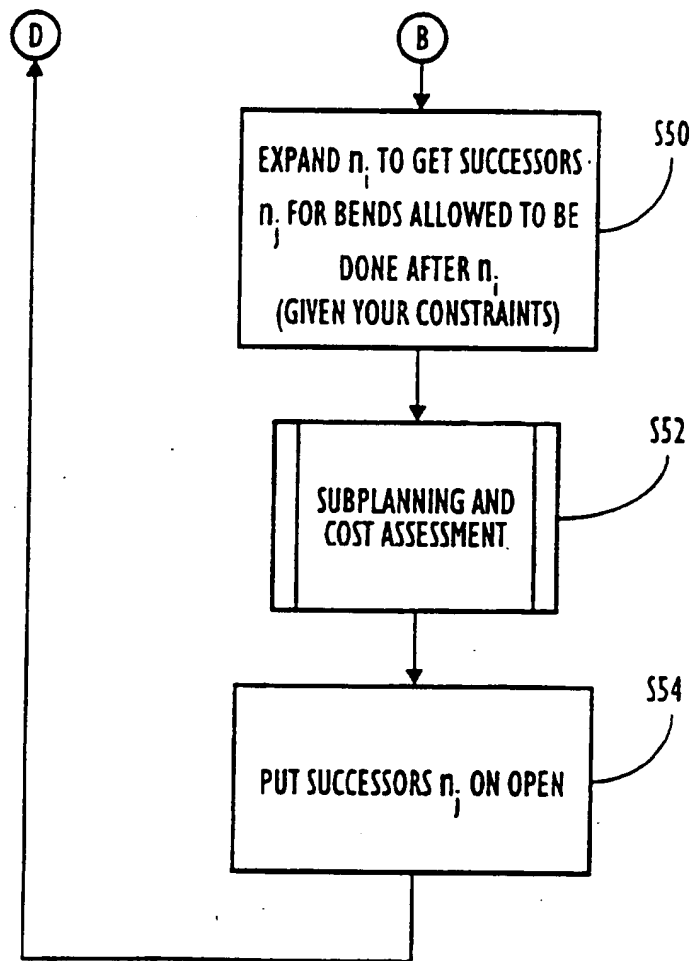 D
B
S50
EXPAND n_i TO GET SUCCESSORS
n_j FOR BENDS ALLOWED TO BE
DONE AFTER n_i
(GIVEN YOUR CONSTRAINTS)
S52
SUBPLANNING AND
COST ASSESSMENT
S54
PUT SUCCESSORS n_j ON OPEN